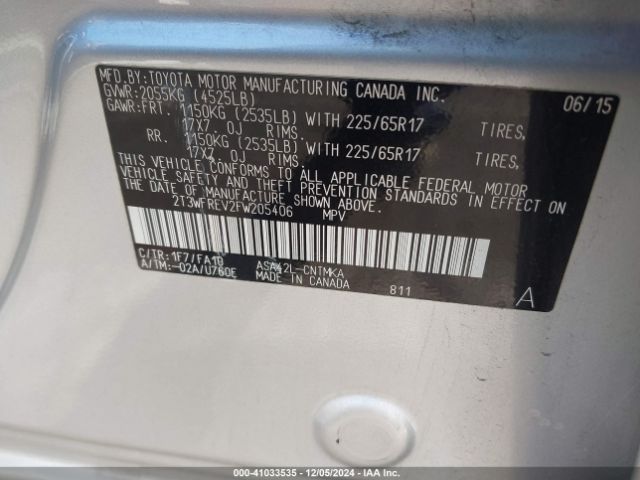 MFD.BY:TOYOTA MOTOR MANUFACTURING CANADA INC.
GVWR:2055KG (4525LB) 06/15
GAWR:FRT. 1150KG (2535LB) WITH 225/65R17 TIRES,
17X7.0J RIMS.
RR. 1150KG (2535LB) WITH 225/65R17 TIRES,
17X7.0J RIMS.
THIS VEHICLE CONFORMS TO ALL APPLICABLE FEDERAL MOTOR
VEHICLE SAFETY AND THEFT PREVENTION STANDARDS IN EFFECT ON
THE DATE OF MANUFACTURE SHOWN ABOVE.
2T3WFREV2FW205406 MPV
C/TR:1F7/FA10 ASA42L-CNTMKA
A/TM:-02A/U760E MADE IN CANADA 811 A
000-41033535 - 12/05/2024 - IAA Inc.